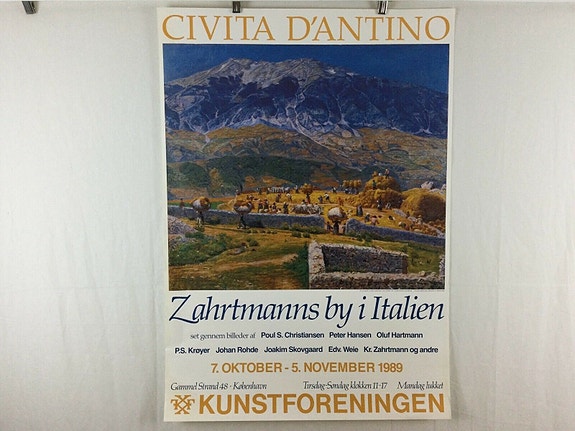 CIVITA D'ANTINO
Zahrtmanns by i Italien
set gennem billeder af Poul S. Christiansen Peter Hansen Oluf Hartmann
P.S. Krøyer Johan Rohde Joakim Skovgaard Edv. Weie Kr. Zahrtmann og andre
7. OKTOBER - 5. NOVEMBER 1989
Gammel Strand 48 · København Tirsdag-Søndag klokken 11-17 Mandag lukket
KUNSTFORENINGEN